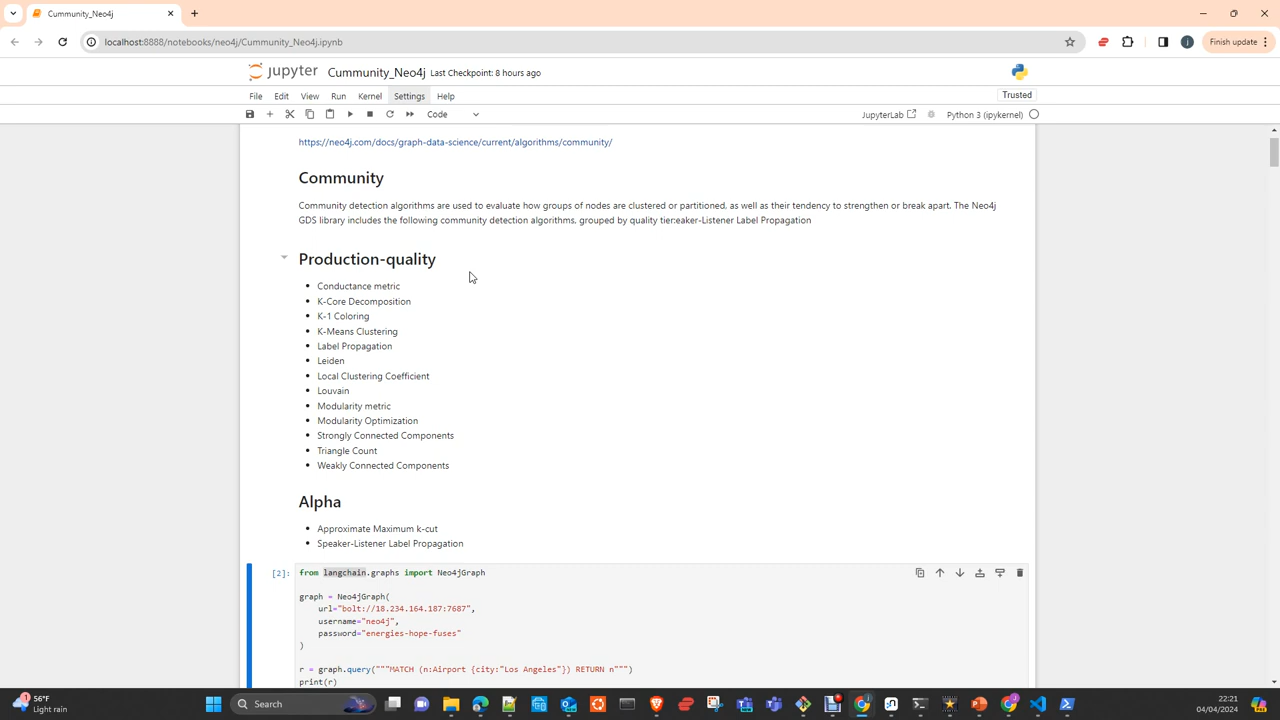 Cummunity_Neo4j
localhost:8888/notebooks/neo4j/Cummunity_Neo4j.ipynb
Finish update
jupyter Cummunity_Neo4j Last Checkpoint: 8 hours ago
File Edit View Run Kernel Settings Help
Trusted
Code
JupyterLab
Python 3 (ipykernel)
https://neo4j.com/docs/graph-data-science/current/algorithms/community/
Community
Community detection algorithms are used to evaluate how groups of nodes are clustered or partitioned, as well as their tendency to strengthen or break apart. The Neo4j
GDS library includes the following community detection algorithms, grouped by quality tier:eaker-Listener Label Propagation
Production-quality
• Conductance metric
• K-Core Decomposition
• K-1 Coloring
• K-Means Clustering
• Label Propagation
• Leiden
• Local Clustering Coefficient
• Louvain
• Modularity metric
• Modularity Optimization
• Strongly Connected Components
• Triangle Count
• Weakly Connected Components
Alpha
• Approximate Maximum k-cut
• Speaker-Listener Label Propagation
[2]: from langchain.graphs import Neo4jGraph
graph = Neo4jGraph(
url="bolt://18.234.164.187:7687",
username="neo4j",
password="energies-hope-fuses"
)
r = graph.query("""MATCH (n:Airport {city:"Los Angeles"}) RETURN n""")
print(r)
56°F
Light rain
Search
22:21
04/04/2024